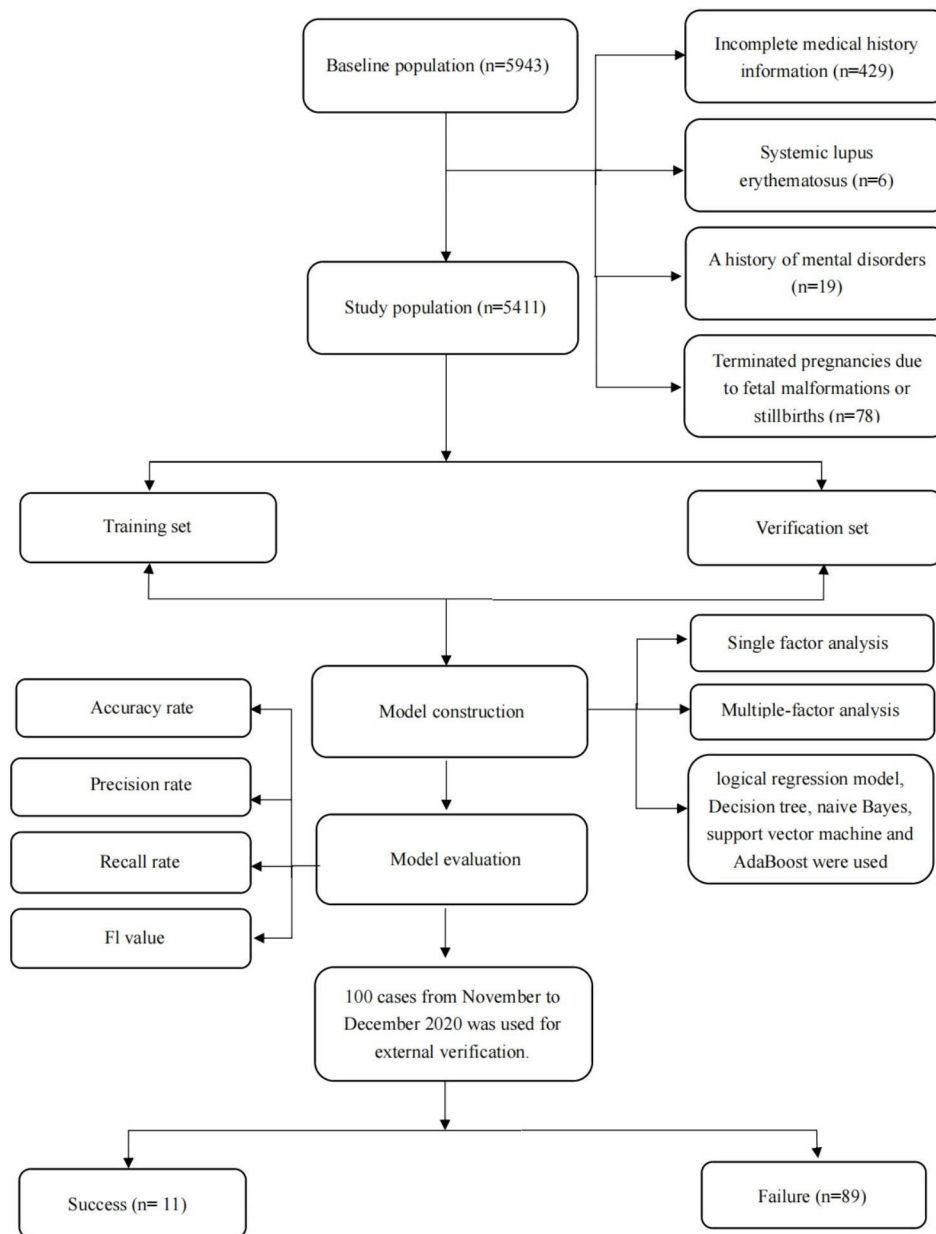 Baseline population (n=5943)
Incomplete medical history
information (n=429)
Systemic lupus
erythematosus (n=6)
A history of mental disorders
(n=19)
Study population (n=5411)
Terminated pregnancies due
to fetal malformations or
stillbirths (n=78)
Training set
Verification set
Single factor analysis
Model construction
Multiple-factor analysis
logical regression model,
Decision tree, naive Bayes,
support vector machine and
AdaBoost were used
Accuracy rate
Precision rate
Recall rate
Fl value
Model evaluation
100 cases from November to
December 2020 was used for
external verification.
Success (n= 11)
Failure (n=89)